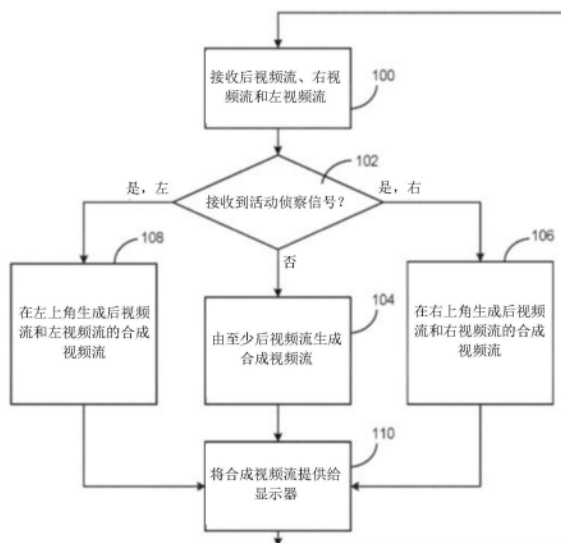 接收后视频流、右视
频流和左视频流
100
102
是，左
接收到活动侦察信号？
是，右
108
106
否
在左上角生成后视频
流和左视频流的合成
视频流
104
由至少后视频流生成
合成视频流
在右上角生成后视频
流和右视频流的合成
视频流
110
将合成视频流提供给
显示器